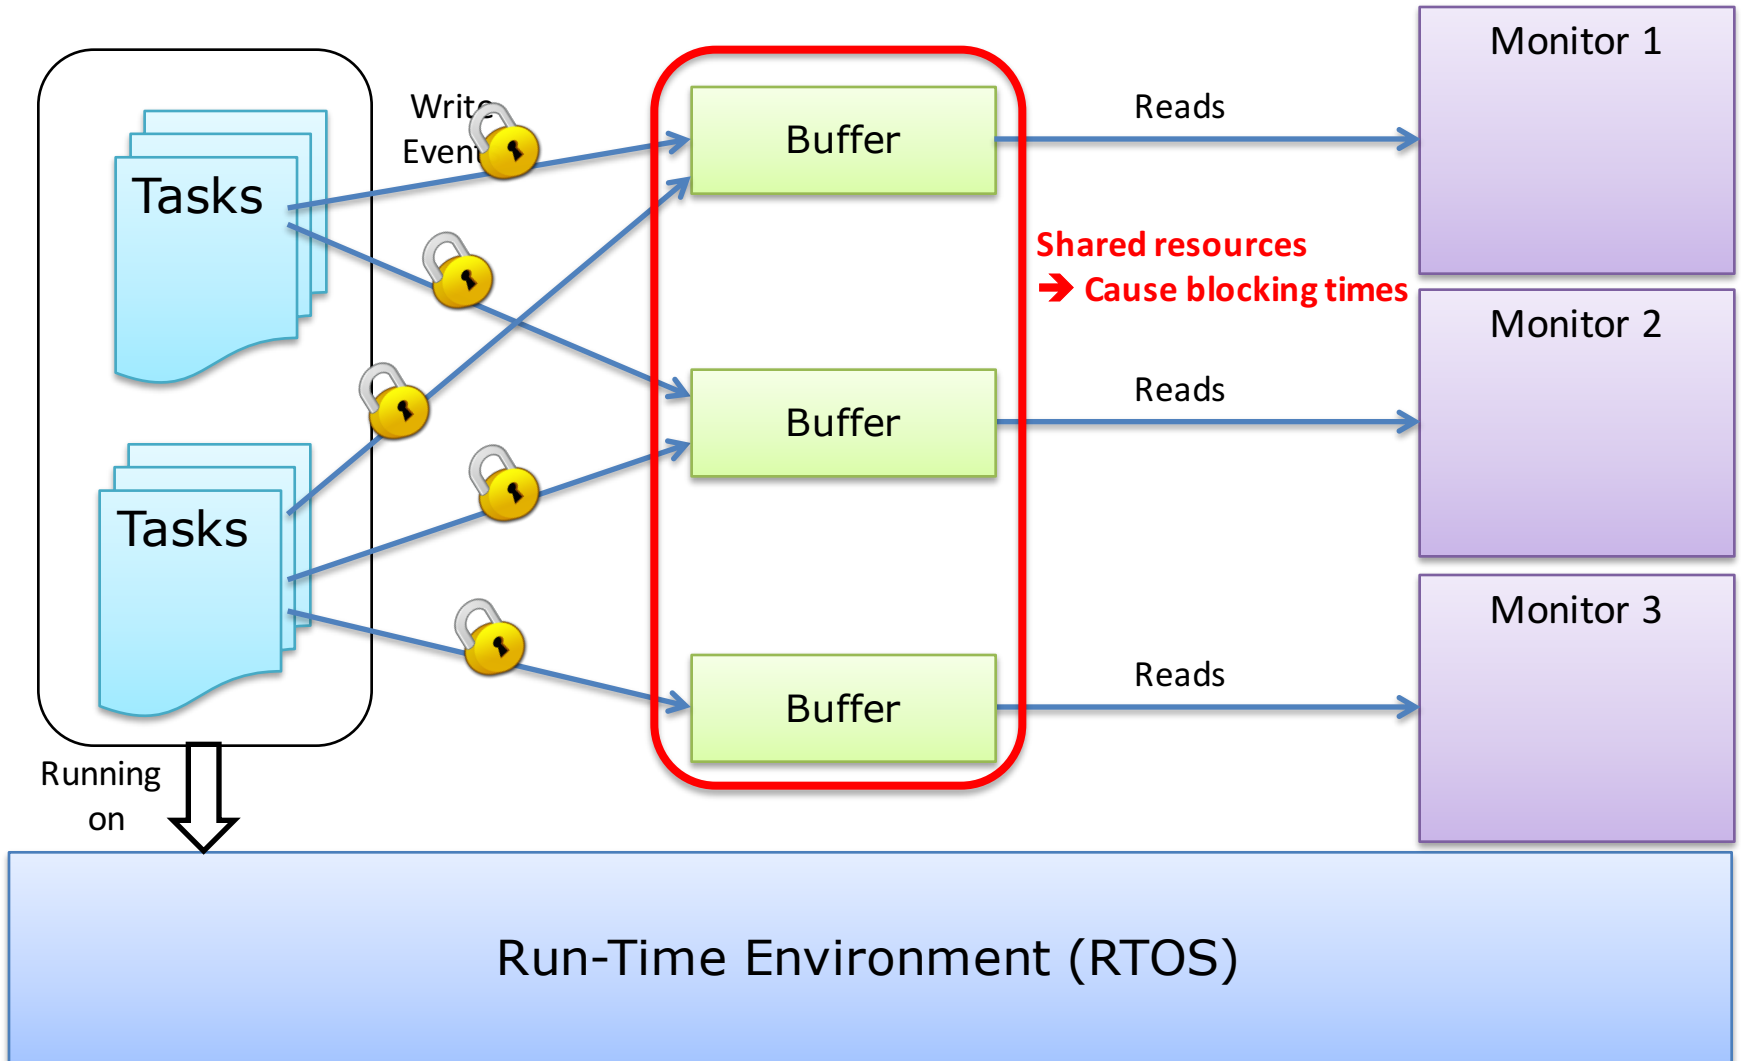 Monitor 1
Write
Event
Reads
Buffer
Tasks
Shared resources
➔ Cause blocking times
Monitor 2
Reads
Buffer
Tasks
Monitor 3
Reads
Buffer
Running
on
Run-Time Environment (RTOS)